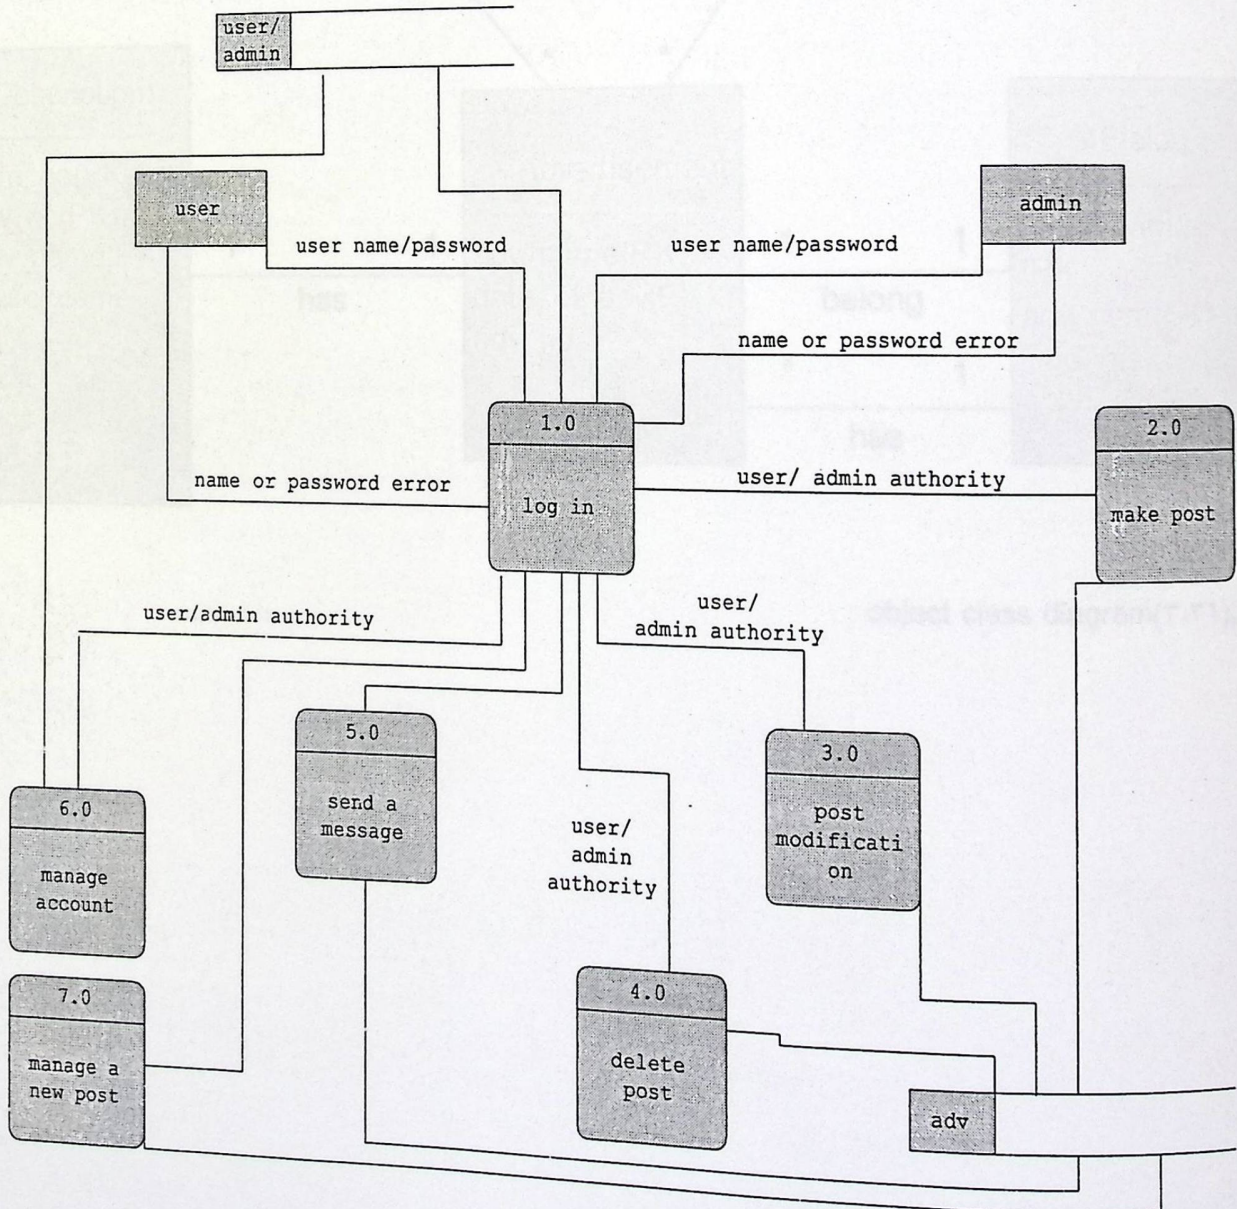 user/
admin
user
admin
user name/password
user name/password
name or password error
1.0
log in
2.0
make post
name or password error
user/ admin authority
user/admin authority
user/
admin authority
5.0
send a
message
3.0
post
modificati
on
6.0
manage
account
user/
admin
authority
7.0
manage a
new post
4.0
delete
post
adv
has
belong
has